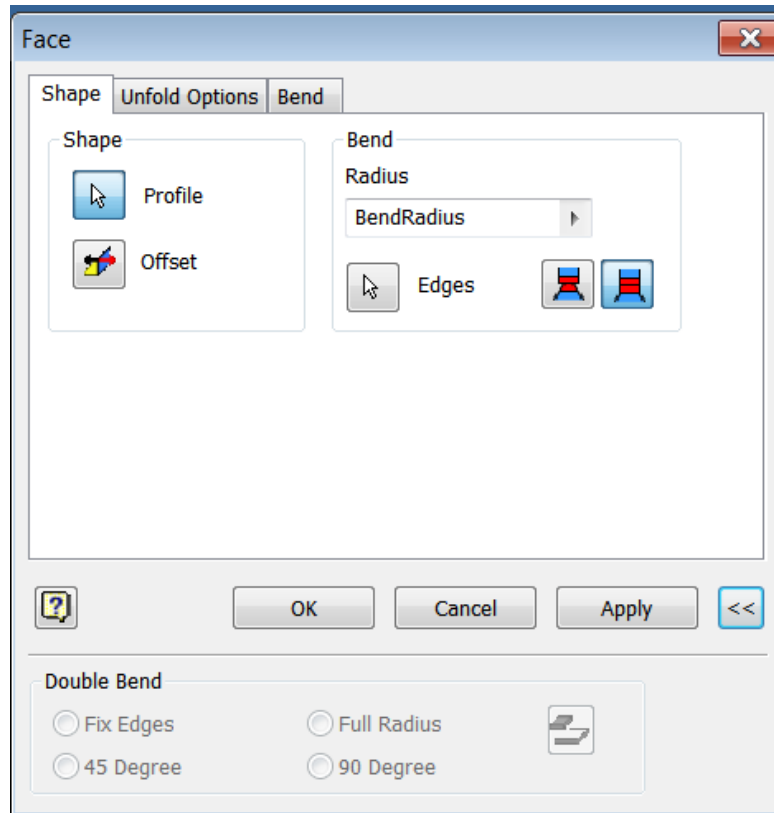 Face
Shape Unfold Options Bend
Shape
Profile
Offset
Bend
Radius
BendRadius
Edges
OK Cancel Apply <<
Double Bend
Fix Edges Full Radius
45 Degree 90 Degree